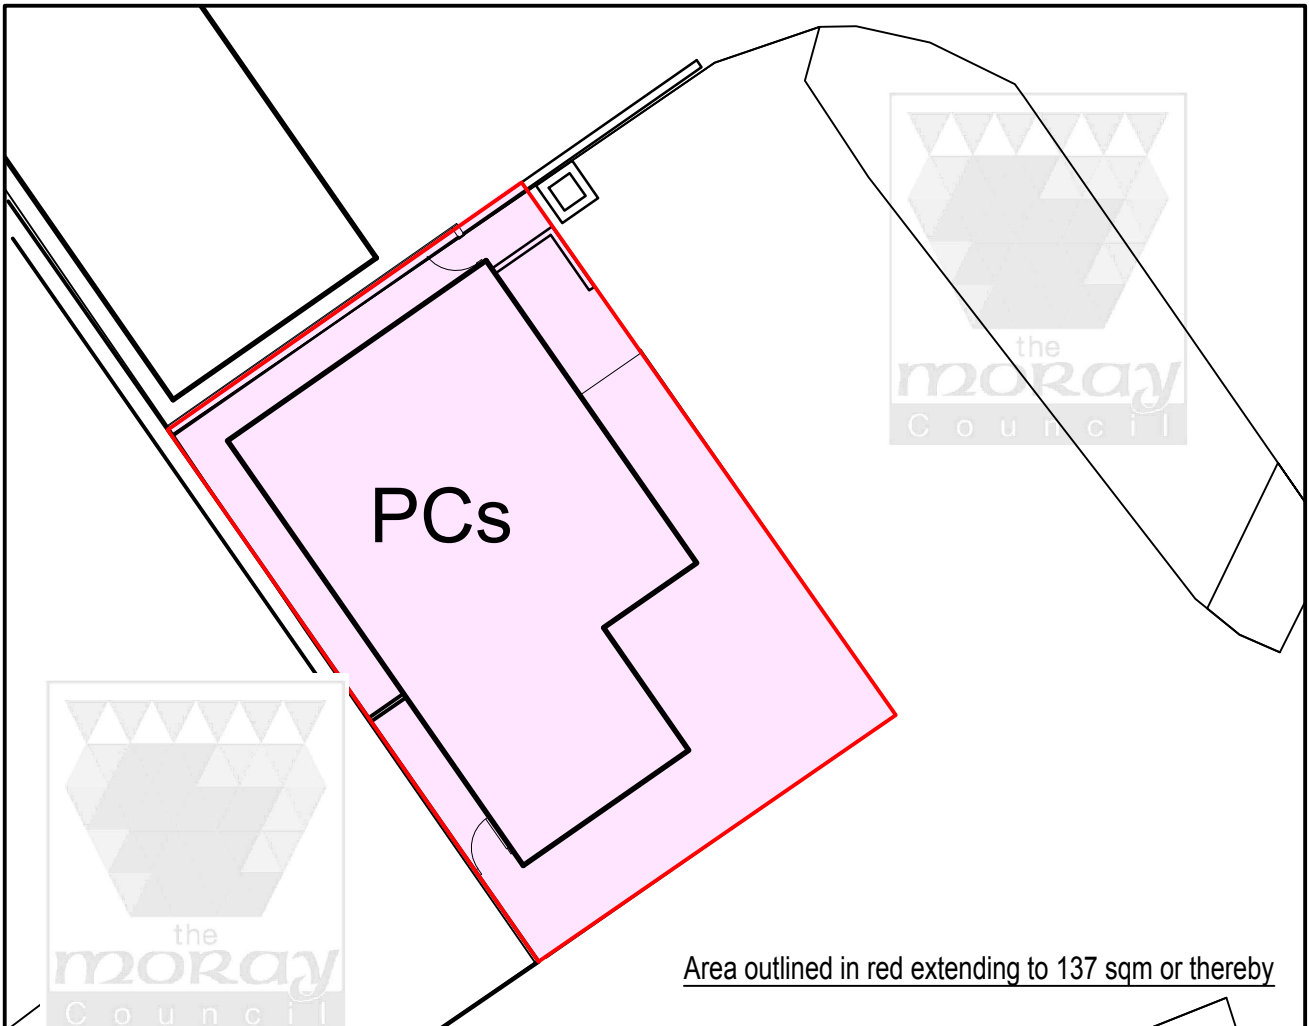 the
moray
Council
PCs
the
moray
Council
Area outlined in red extending to 137 sqm or thereby